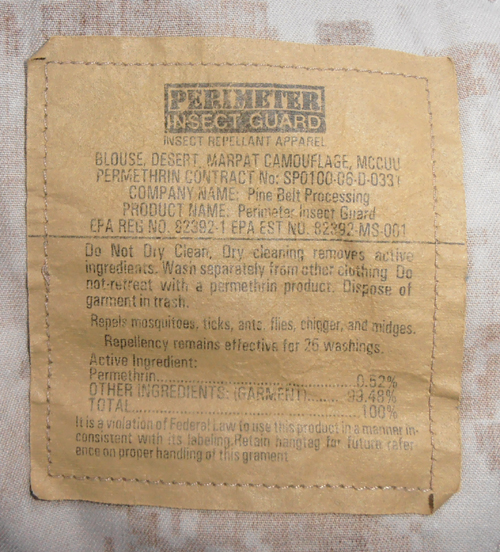 PERIMETER
INSECT GUARD
INSECT REPELLANT APPAREL
BLOUSE, DESERT, MARPAT CAMOUFLAGE, MCCUU
PERMETHRIN CONTRACT No: SP0100-06-D-0331
COMPANY NAME: Pine Belt Processing
PRODUCT NAME: Perimeter Insect Guard
EPA REG NO. 82392-1 EPA EST NO. 82392-MS-001
Do Not Dry Clean, Dry cleaning removes active
ingredients. Wash separately from other clothing Do
not-retreat with a permethrin product. Dispose of
garment in trash.
Repels mosquitoes, ticks, ants, flies, chigger, and midges.
Repellency remains effective for 25 washings.
Active Ingredient:
Permethrin....................................0.52%
OTHER INGREDIENTS: (GARMENT).......99.48%
TOTAL..........................................100%
It is a violation of Federal Law to use this product in a manner in-
consistent with its labeling.Retain hangtag for future refer
ence on proper handling of this grament